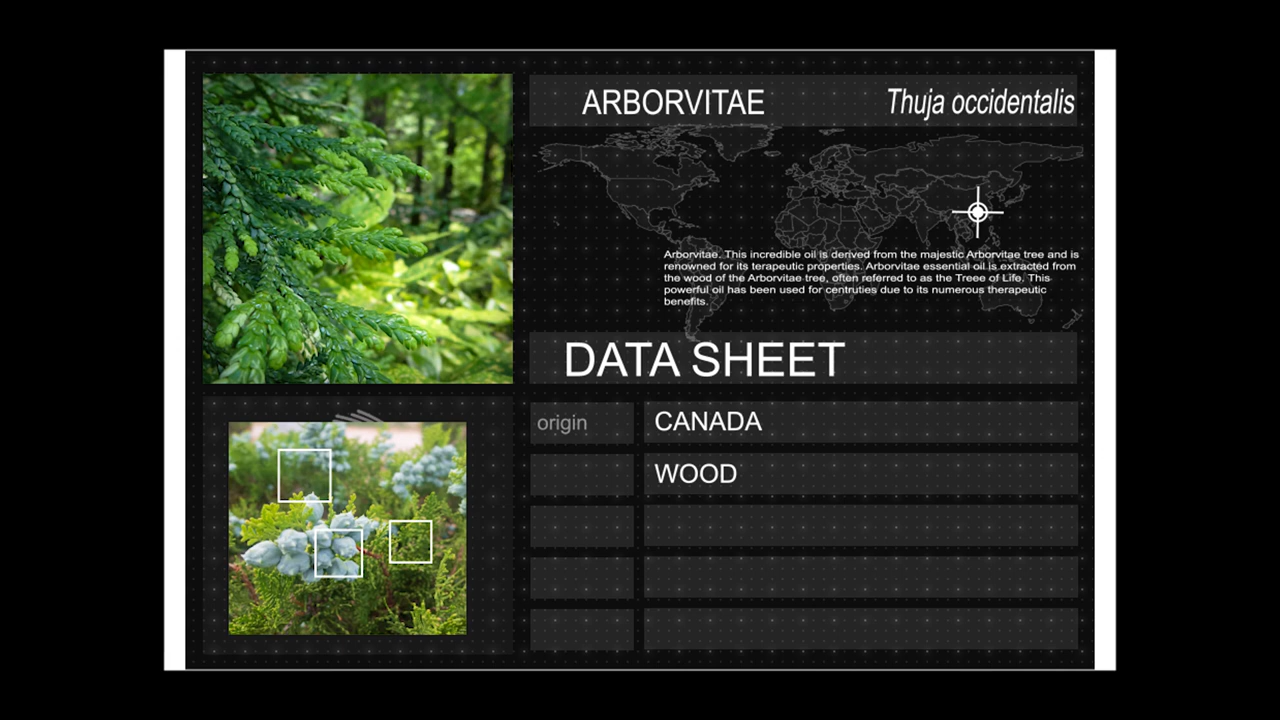 ARBORVITAE
Thuja occidentalis
Arborvitae. This incredible oil is derived from the majestic Arborvitae tree and is
renowned for its terapeutic properties. Arborvitae essential oil is extracted from
the wood of the Arborvitae tree, often referred to as the Treee of Life. This
powerful oil has been used for centruties due to its numerous therapeutic
benefits.
DATA SHEET
origin
CANADA
WOOD